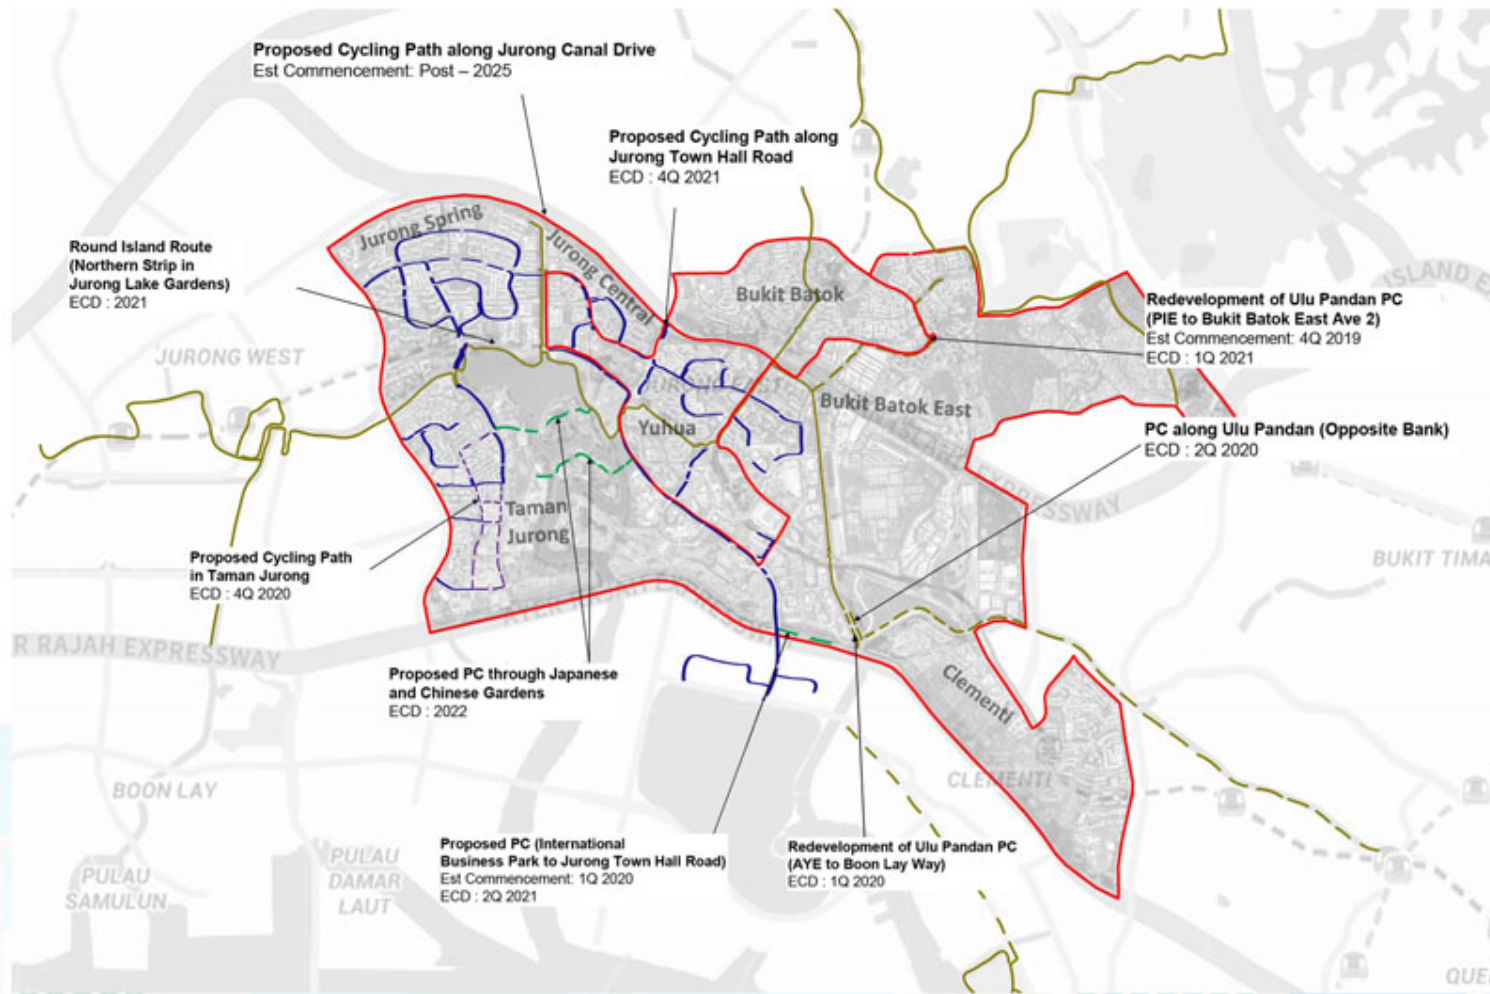 Proposed Cycling Path along Jurong Canal Drive
Est Commencement: Post – 2025
Proposed Cycling Path along
Jurong Town Hall Road
ECD : 4Q 2021
Round Island Route
(Northern Strip in
Jurong Lake Gardens)
ECD : 2021
Jurong Spring
Jurong Central
Bukit Batok
ISLAND E
Redevelopment of Ulu Pandan PC
(PIE to Bukit Batok East Ave 2)
Est Commencement: 4Q 2019
ECD : 1Q 2021
JURONG WEST
JURONG EAST
Bukit Batok East
Yuhua
PC along Ulu Pandan (Opposite Bank)
ECD : 2Q 2020
ISLAND EXPRESSWAY
Taman
Jurong
BUKIT TIMA
Proposed Cycling Path
in Taman Jurong
ECD : 4Q 2020
R RAJAH EXPRESSWAY
Proposed PC through Japanese
and Chinese Gardens
ECD : 2022
Clementi
CLEMENTI
BOON LAY
PULAU
SAMULUN
PULAU
DAMAR
LAUT
Proposed PC (International
Business Park to Jurong Town Hall Road)
Est Commencement: 1Q 2020
ECD : 2Q 2021
Redevelopment of Ulu Pandan PC
(AYE to Boon Lay Way)
ECD : 1Q 2020
QUE